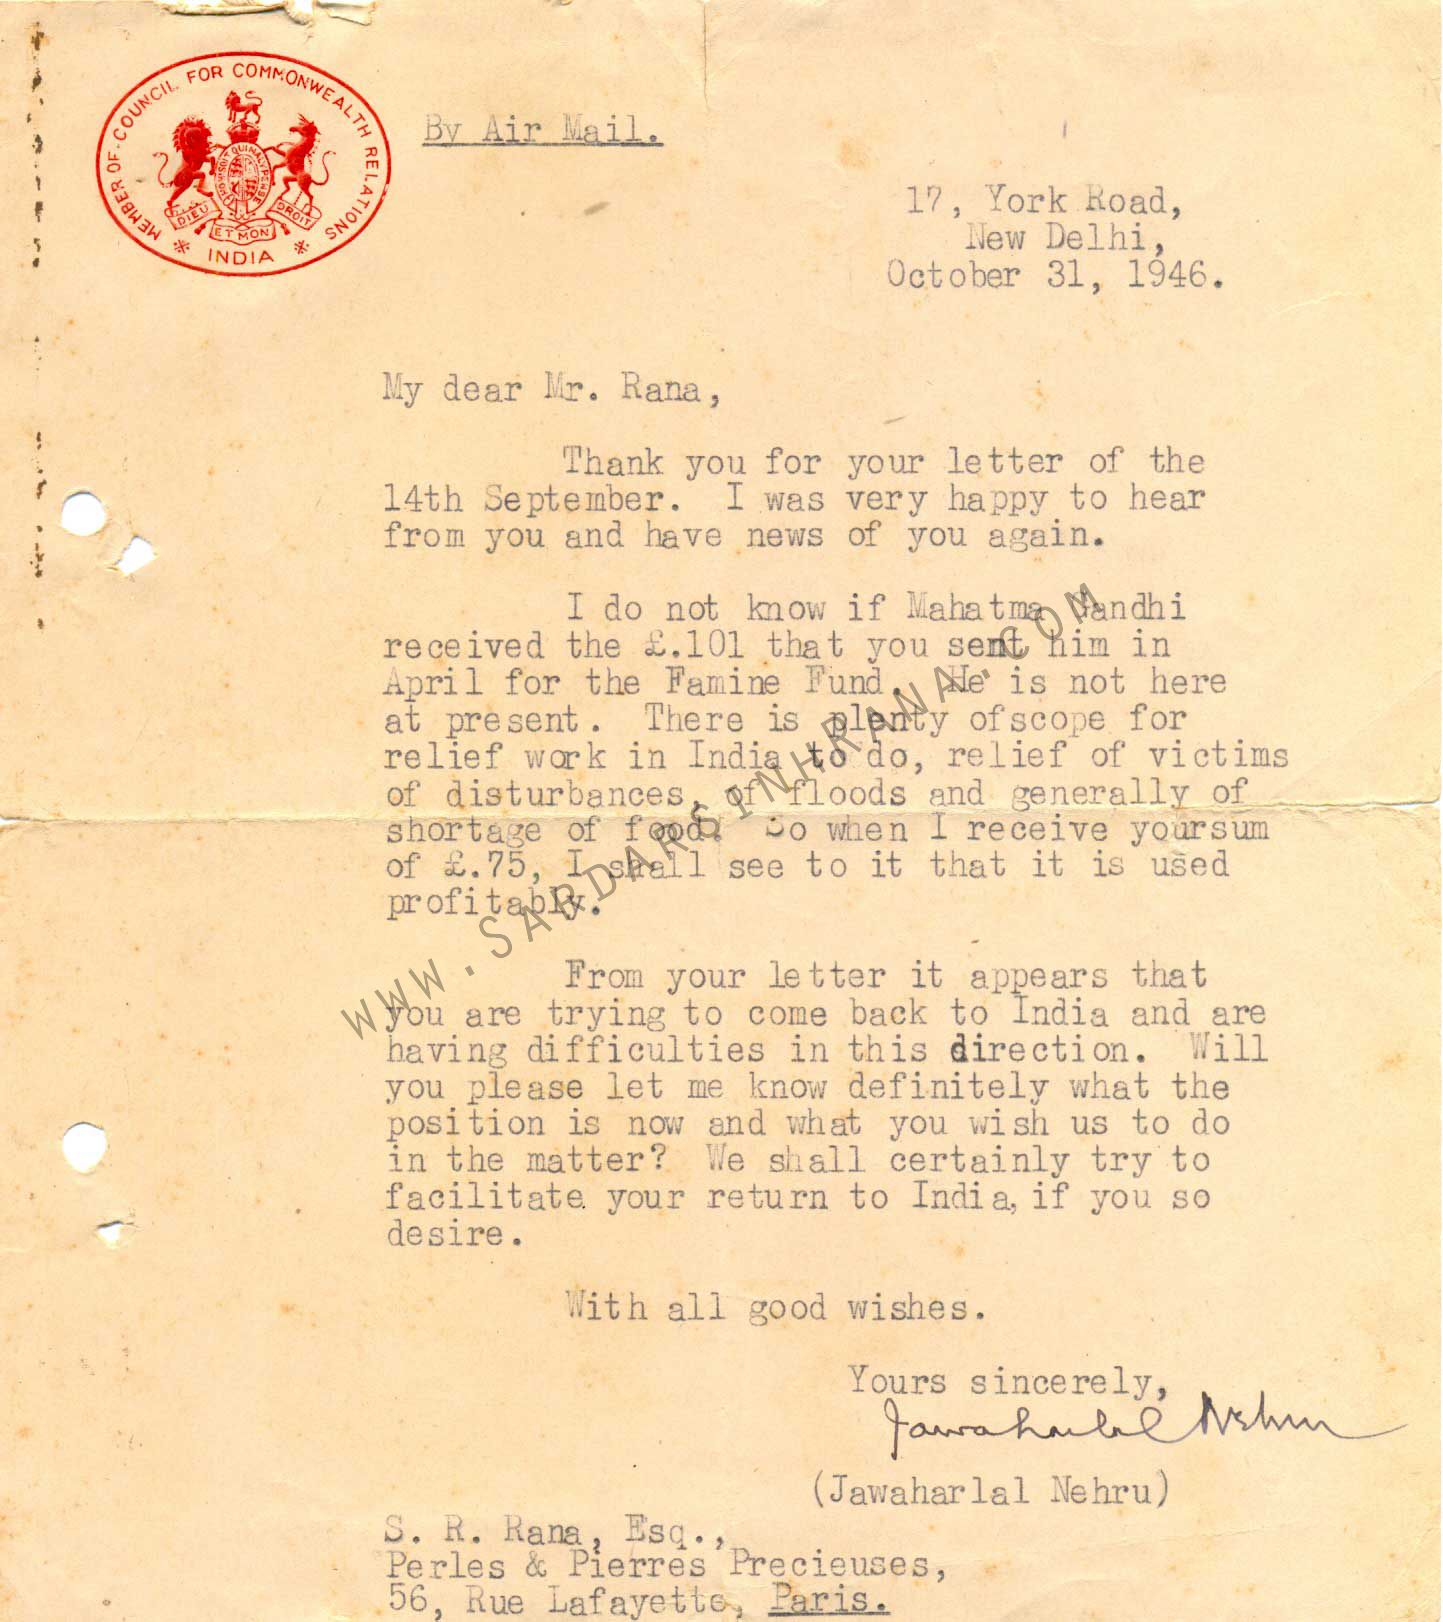 MEMBER OF COUNCIL FOR COMMONWEALTH RELATIONS
* INDIA *
HONI SOIT QUI MAL Y PENSE
DIEU ET MON DROIT
By Air Mail.
17, York Road,
New Delhi,
October 31, 1946.
My dear Mr. Rana,
Thank you for your letter of the
14th September. I was very happy to hear
from you and have news of you again.
I do not know if Mahatma Gandhi
received the £.101 that you sent him in
April for the Famine Fund. He is not here
at present. There is plenty ofscope for
relief work in India to do, relief of victims
of disturbances, of floods and generally of
shortage of food. So when I receive yoursum
of £.75, I shall see to it that it is used
profitably.
From your letter it appears that
you are trying to come back to India and are
having difficulties in this direction. Will
you please let me know definitely what the
position is now and what you wish us to do
in the matter? We shall certainly try to
facilitate your return to India, if you so
desire.
With all good wishes.
Yours sincerely,
Jawaharlal Nehru
(Jawaharlal Nehru)
S. R. Rana, Esq.,
Perles & Pierres Precieuses,
56, Rue Lafayette, Paris.
WWW.SARDARSINHRANA.COM